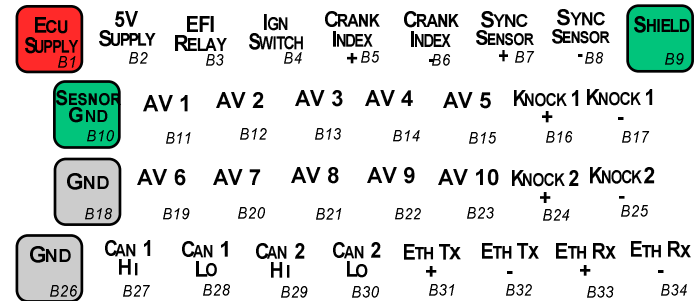 ECU SUPPLY B1 5V SUPPLY B2 EFI RELAY B3 IGN SWITCH B4 CRANK INDEX + B5 CRANK INDEX - B6 SYNC SENSOR + B7 SYNC SENSOR - B8 SHIELD B9
SESNOR GND B10 AV 1 B11 AV 2 B12 AV 3 B13 AV 4 B14 AV 5 B15 KNOCK 1 + B16 KNOCK 1 - B17
GND B18 AV 6 B19 AV 7 B20 AV 8 B21 AV 9 B22 AV 10 B23 KNOCK 2 + B24 KNOCK 2 - B25
GND B26 CAN 1 HI B27 CAN 1 LO B28 CAN 2 HI B29 CAN 2 LO B30 ETH TX + B31 ETH TX - B32 ETH RX + B33 ETH RX - B34